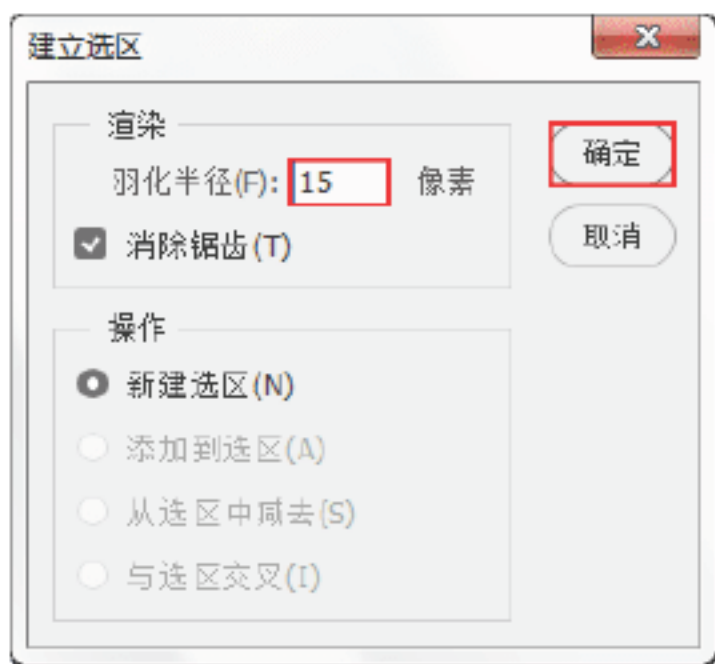 建立选区
渲染
羽化半径(F): 15 像素
消除锯齿(T)
确定
取消
操作
新建选区(N)
添加到选区(A)
从选区中减去(S)
与选区交叉(I)